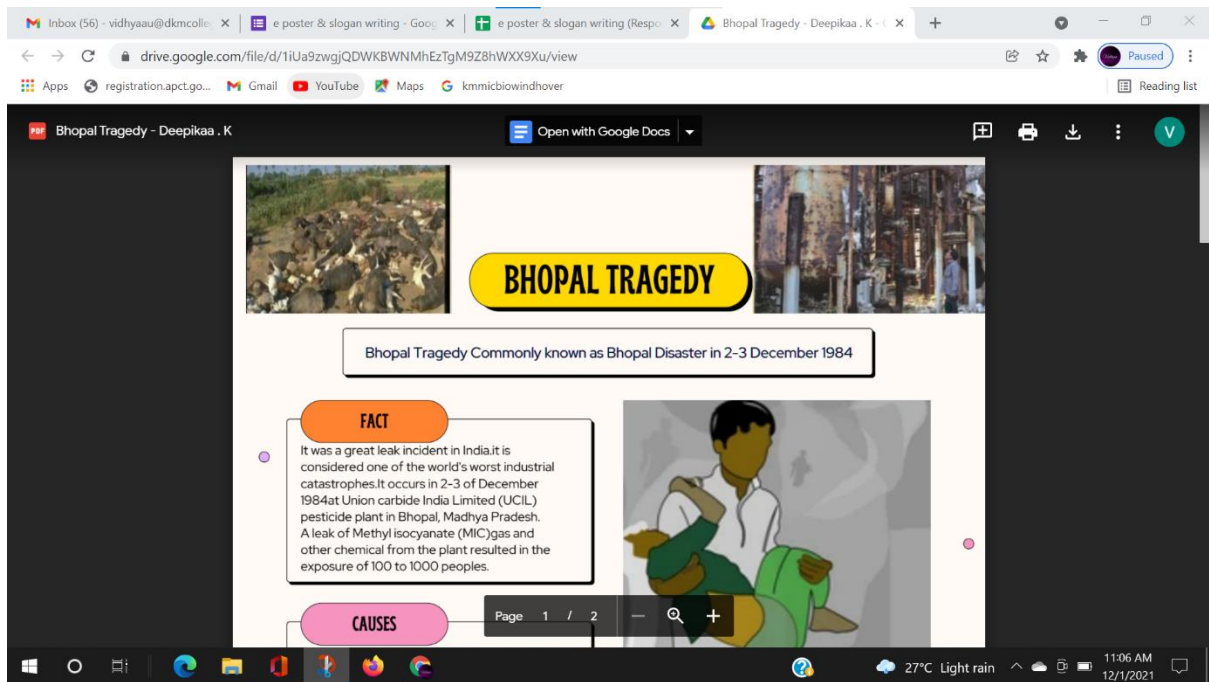 Inbox (56) - vidhyaau@dkmcolle
e poster & slogan writing - Goog
e poster & slogan writing (Respo
Bhopal Tragedy - Deepikaa . K -
drive.google.com/file/d/1iUa9zwgjQDWKBWNMhEzTgM9Z8hWXX9Xu/view
Paused
Apps
registration.apct.go...
Gmail
YouTube
Maps
kmmicbiowindhover
Reading list
PDF
Bhopal Tragedy - Deepikaa . K
Open with Google Docs
V
BHOPAL TRAGEDY
Bhopal Tragedy Commonly known as Bhopal Disaster in 2-3 December 1984
FACT
It was a great leak incident in India.it is
considered one of the world's worst industrial
catastrophes.It occurs in 2-3 of December
1984at Union carbide India Limited (UCIL)
pesticide plant in Bhopal, Madhya Pradesh.
A leak of Methyl isocyanate (MIC)gas and
other chemical from the plant resulted in the
exposure of 100 to 1000 peoples.
CAUSES
Page 1 / 2
27°C Light rain
11:06 AM
12/1/2021